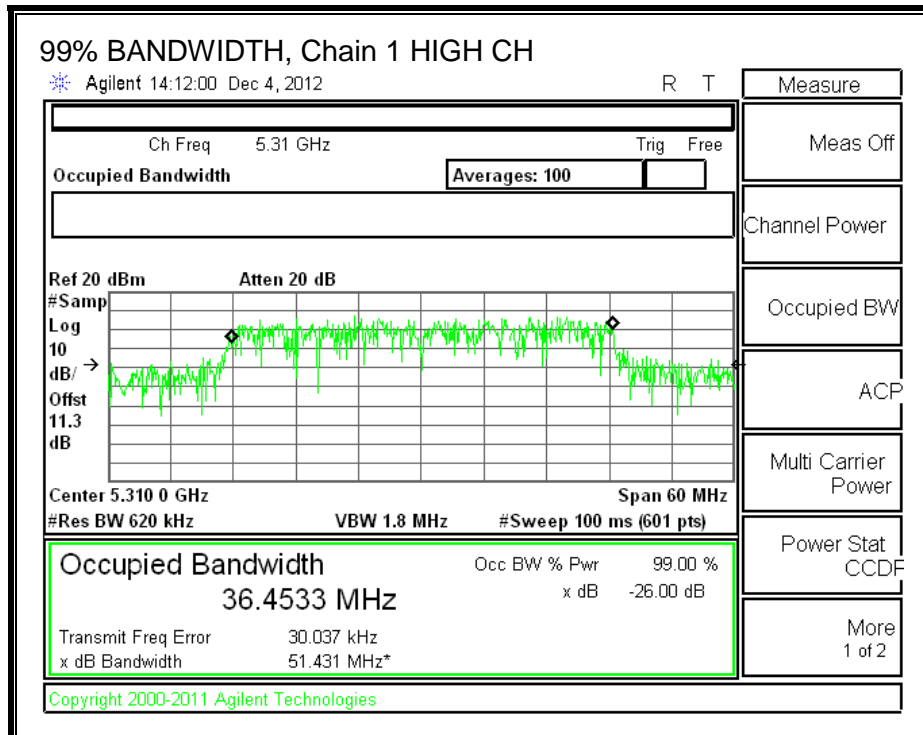 99% BANDWIDTH, Chain 1 HIGH CH
Agilent 14:12:00 Dec 4, 2012 R T
Ch Freq 5.31 GHz Trig Free
Occupied Bandwidth Averages: 100
Ref 20 dBm Atten 20 dB
#Samp
Log
10
dB/
Offst
11.3
dB
Center 5.310 0 GHz Span 60 MHz
#Res BW 620 kHz VBW 1.8 MHz #Sweep 100 ms (601 pts)
Occupied Bandwidth Occ BW % Pwr 99.00 %
36.4533 MHz x dB -26.00 dB
Transmit Freq Error 30.037 kHz
x dB Bandwidth 51.431 MHz*
Copyright 2000-2011 Agilent Technologies
Measure
Meas Off
Channel Power
Occupied BW
ACP
Multi Carrier
Power
Power Stat
CCDF
More
1 of 2